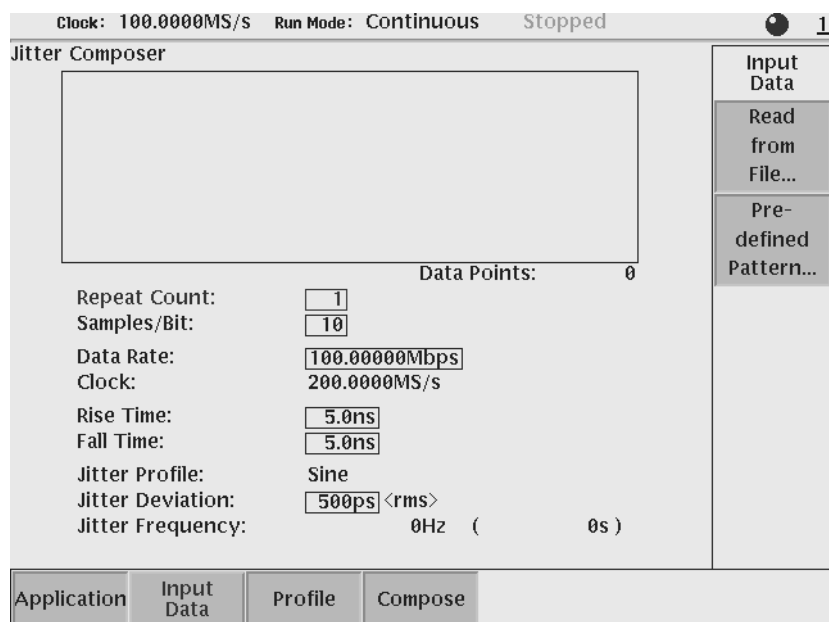 Clock: 100.0000MS/s Run Mode: Continuous Stopped 1
Jitter Composer
Input
Data
Read
from
File...
Pre-
defined
Pattern...
Data Points: 0
Repeat Count: 1
Samples/Bit: 10
Data Rate: 100.00000Mbps
Clock: 200.0000MS/s
Rise Time: 5.0ns
Fall Time: 5.0ns
Jitter Profile: Sine
Jitter Deviation: 500ps <rms>
Jitter Frequency: 0Hz ( 0s )
Application
Input
Data
Profile
Compose